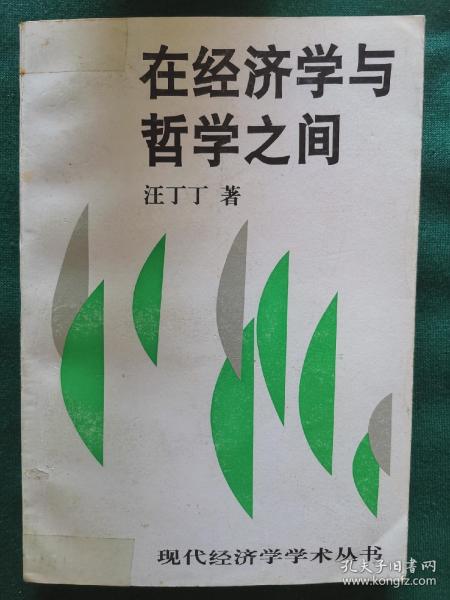 在经济学与
哲学之间
汪丁丁 著
现代经济学学术丛书
孔夫子旧书网
www.kongfz.com